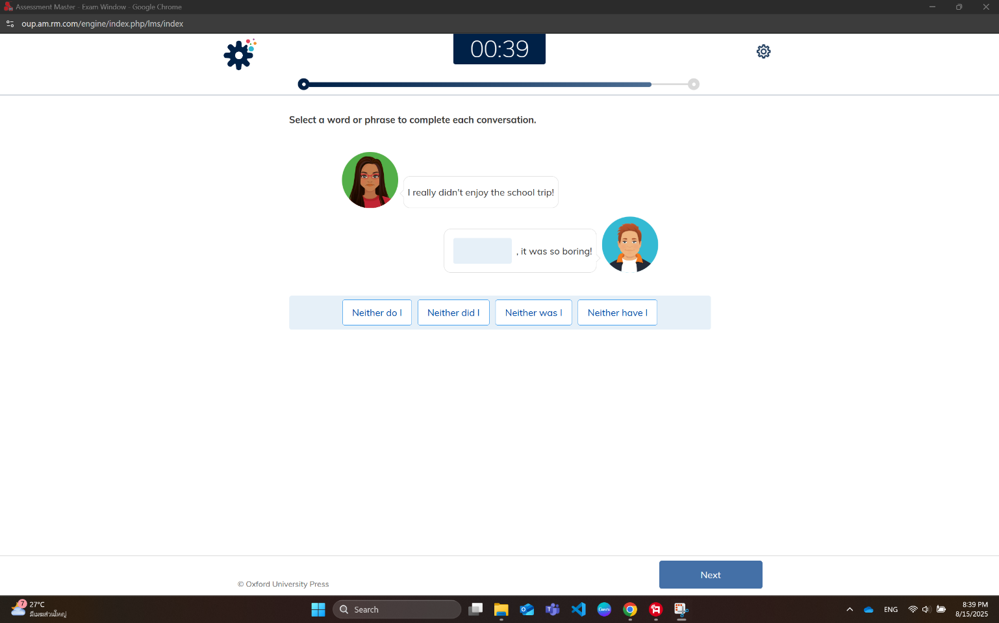 Assessment Master - Exam Window - Google Chrome
oup.am.rm.com/engine/index.php/lms/index
00:39
Select a word or phrase to complete each conversation.
I really didn't enjoy the school trip!
, it was so boring!
Neither do I
Neither did I
Neither was I
Neither have I
Next
© Oxford University Press
7
27°C
มีเมฆส่วนใหญ่
Search
Canva
ENG
8:39 PM
8/15/2025